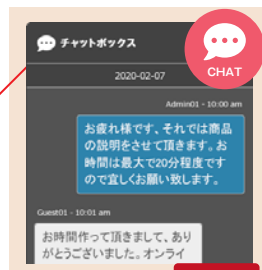 チャットボックス
CHAT
2020-02-07
Admin01 - 10:00 am
お疲れ様です、それでは商品
の説明をさせて頂きます。お
時間は最大で20分程度です
ので宜しくお願い致します。
Guest01 - 10:01 am
お時間作って頂きまして、あり
がとうございました。オンライ